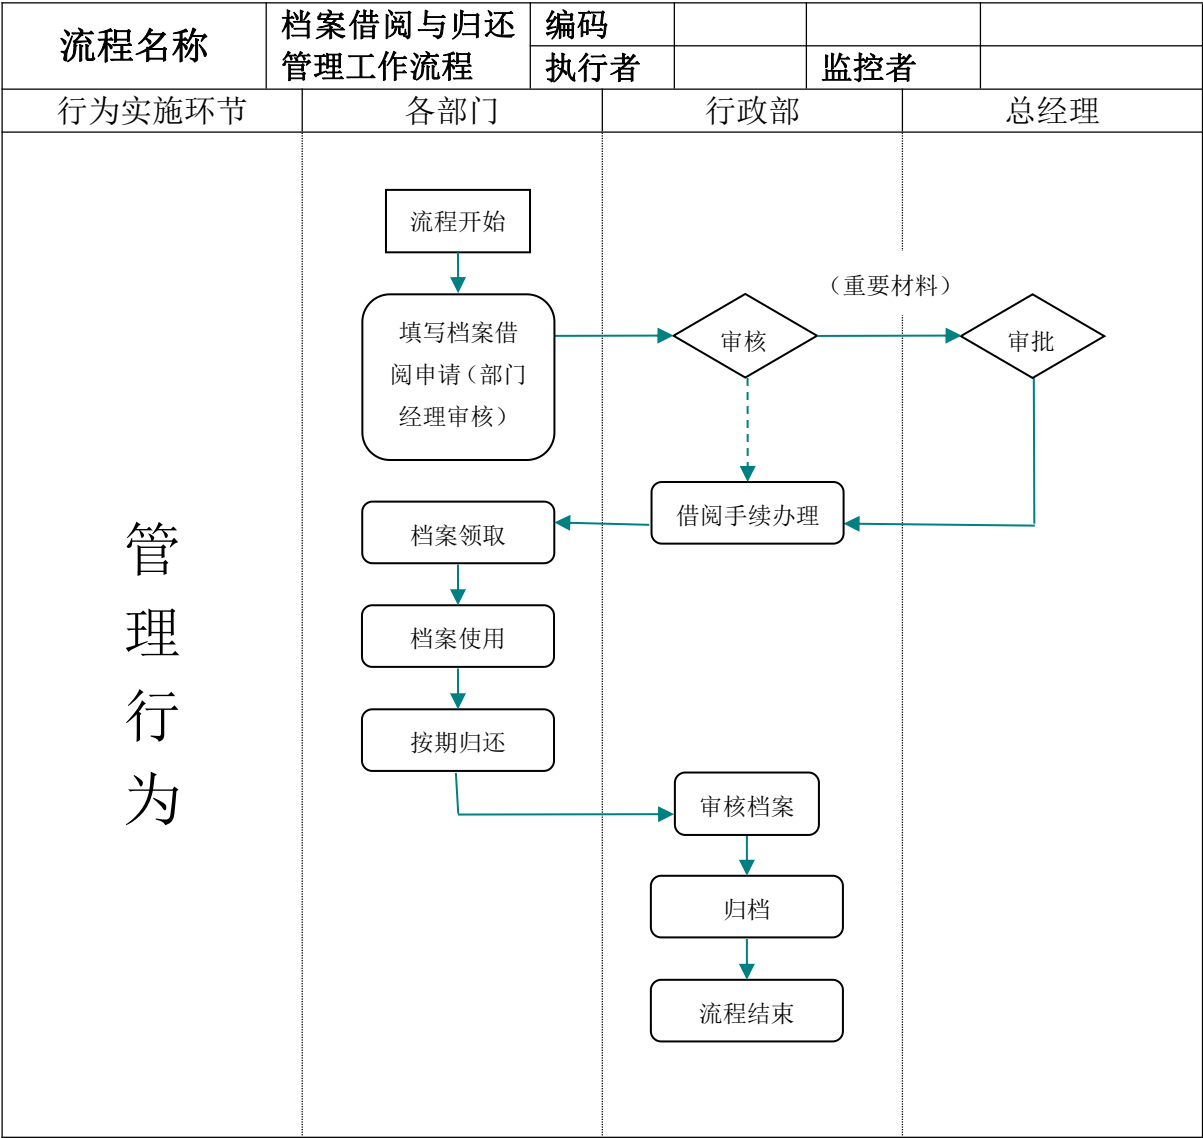 流程名称
档案借阅与归还
管理工作流程
编码
执行者
监控者
行为实施环节
各部门
行政部
总经理
流程开始
（重要材料）
填写档案借
阅申请（部门
经理审核）
审核
审批
借阅手续办理
档案领取
档案使用
按期归还
审核档案
归档
流程结束
管
理
行
为